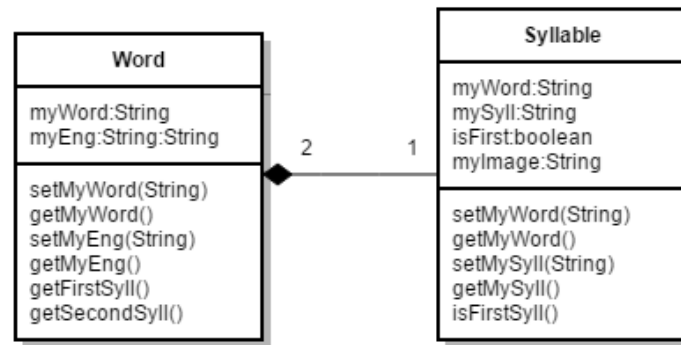 Word
myWord:String
myEng:String:String
setMyWord(String)
getMyWord()
setMyEng(String)
getMyEng()
getFirstSyll()
getSecondSyll()
2
1
Syllable
myWord:String
mySyll:String
isFirst:boolean
myImage:String
setMyWord(String)
getMyWord()
setMySyll(String)
getMySyll()
isFirstSyll()